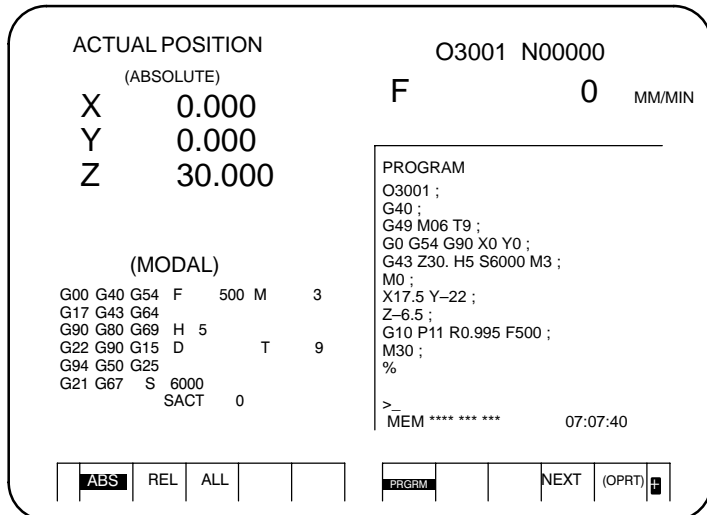 ACTUAL POSITION
(ABSOLUTE)
X 0.000
Y 0.000
Z 30.000
(MODAL)
G00 G40 G54 F 500 M 3
G17 G43 G64
G90 G80 G69 H 5
G22 G90 G15 D T 9
G94 G50 G25
G21 G67 S 6000
SACT 0
O3001 N00000
F 0 MM/MIN
PROGRAM
O3001 ;
G40 ;
G49 M06 T9 ;
G0 G54 G90 X0 Y0 ;
G43 Z30. H5 S6000 M3 ;
M0 ;
X17.5 Y–22 ;
Z–6.5 ;
G10 P11 R0.995 F500 ;
M30 ;
%
>_
MEM **** *** *** 07:07:40
ABS REL ALL PRGRM NEXT (OPRT) +